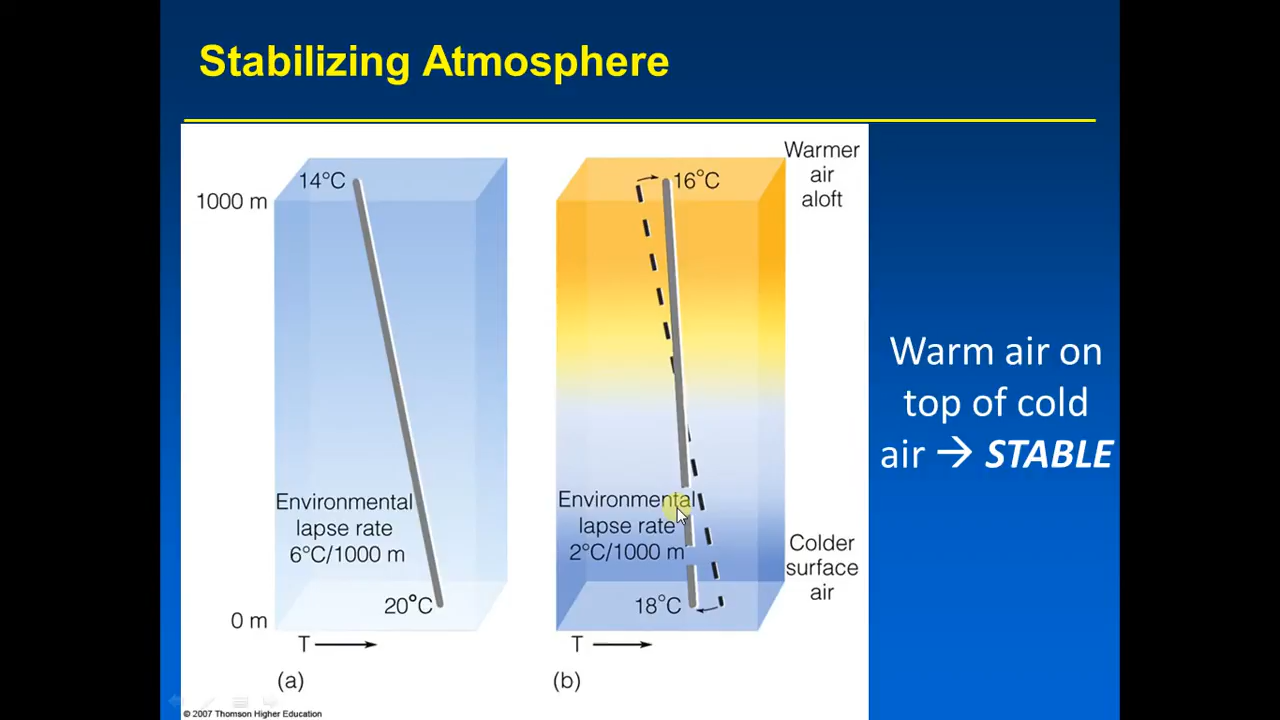 Stabilizing Atmosphere
14°C
1000 m
Environmental
lapse rate
6°C/1000 m
20°C
0 m
T
(a)
Warmer
air
aloft
16°C
Environmental
lapse rate
2°C/1000 m
Colder
surface
air
18°C
T
(b)
Warm air on
top of cold
air → STABLE
© 2007 Thomson Higher Education